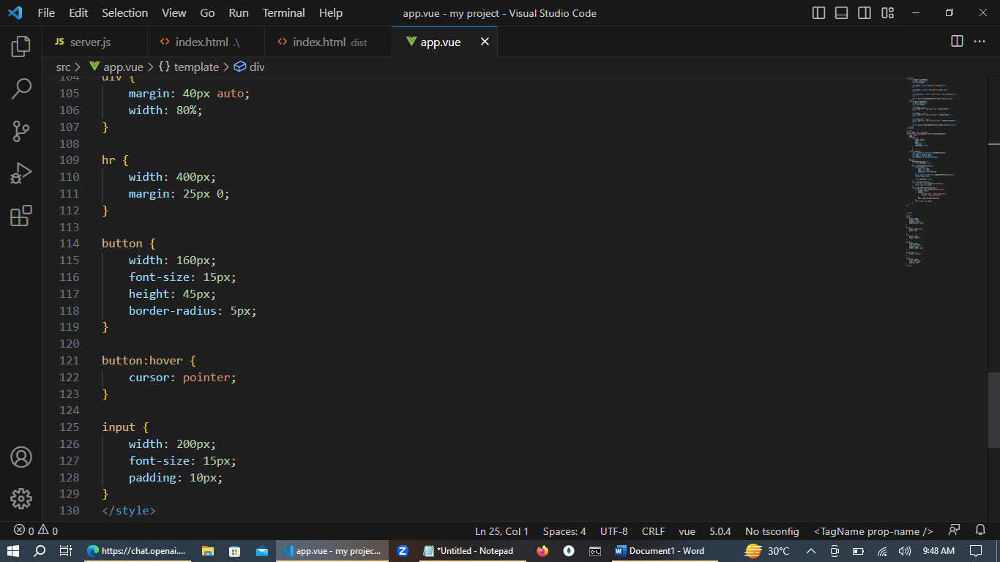 File Edit Selection View Go Run Terminal Help app.vue - my project - Visual Studio Code
JS server.js <> index.html .\ <> index.html dist app.vue
src > app.vue > {} template > div
104 div {
105 margin: 40px auto;
106 width: 80%;
107 }
108
109 hr {
110 width: 400px;
111 margin: 25px 0;
112 }
113
114 button {
115 width: 160px;
116 font-size: 15px;
117 height: 45px;
118 border-radius: 5px;
119 }
120
121 button:hover {
122 cursor: pointer;
123 }
124
125 input {
126 width: 200px;
127 font-size: 15px;
128 padding: 10px;
129 }
130 </style>
0 0 Ln 25, Col 1 Spaces: 4 UTF-8 CRLF vue 5.0.4 No tsconfig <TagName prop-name />
https://chat.openai.... app.vue - my projec... Z *Untitled - Notepad Document1 - Word 30°C 9:48 AM